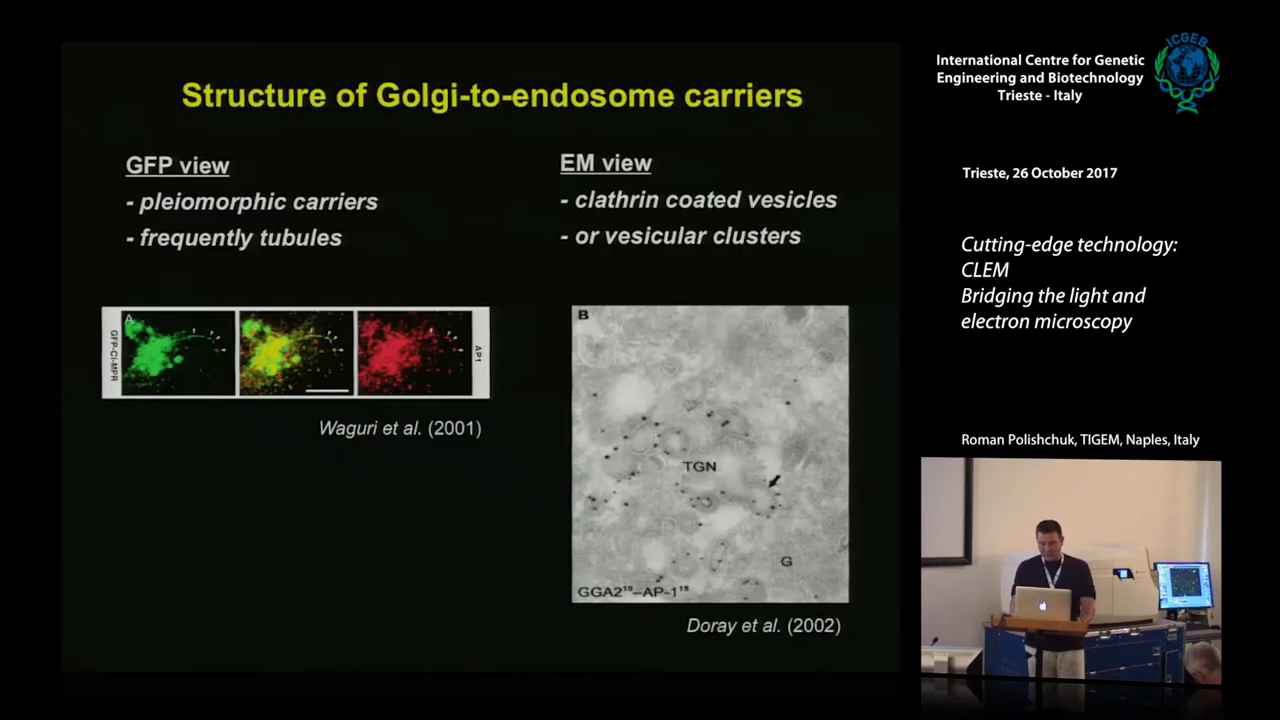 Structure of Golgi-to-endosome carriers
GFP view
- pleiomorphic carriers
- frequently tubules
EM view
- clathrin coated vesicles
- or vesicular clusters
A
GFP-CI-MPR
AP1
Waguri et al. (2001)
B
TGN
G
GGA2¹⁰–AP-1¹⁵
Doray et al. (2002)
International Centre for Genetic
Engineering and Biotechnology
Trieste - Italy
ICGEB
Trieste, 26 October 2017
Cutting-edge technology:
CLEM
Bridging the light and
electron microscopy
Roman Polishchuk, TIGEM, Naples, Italy